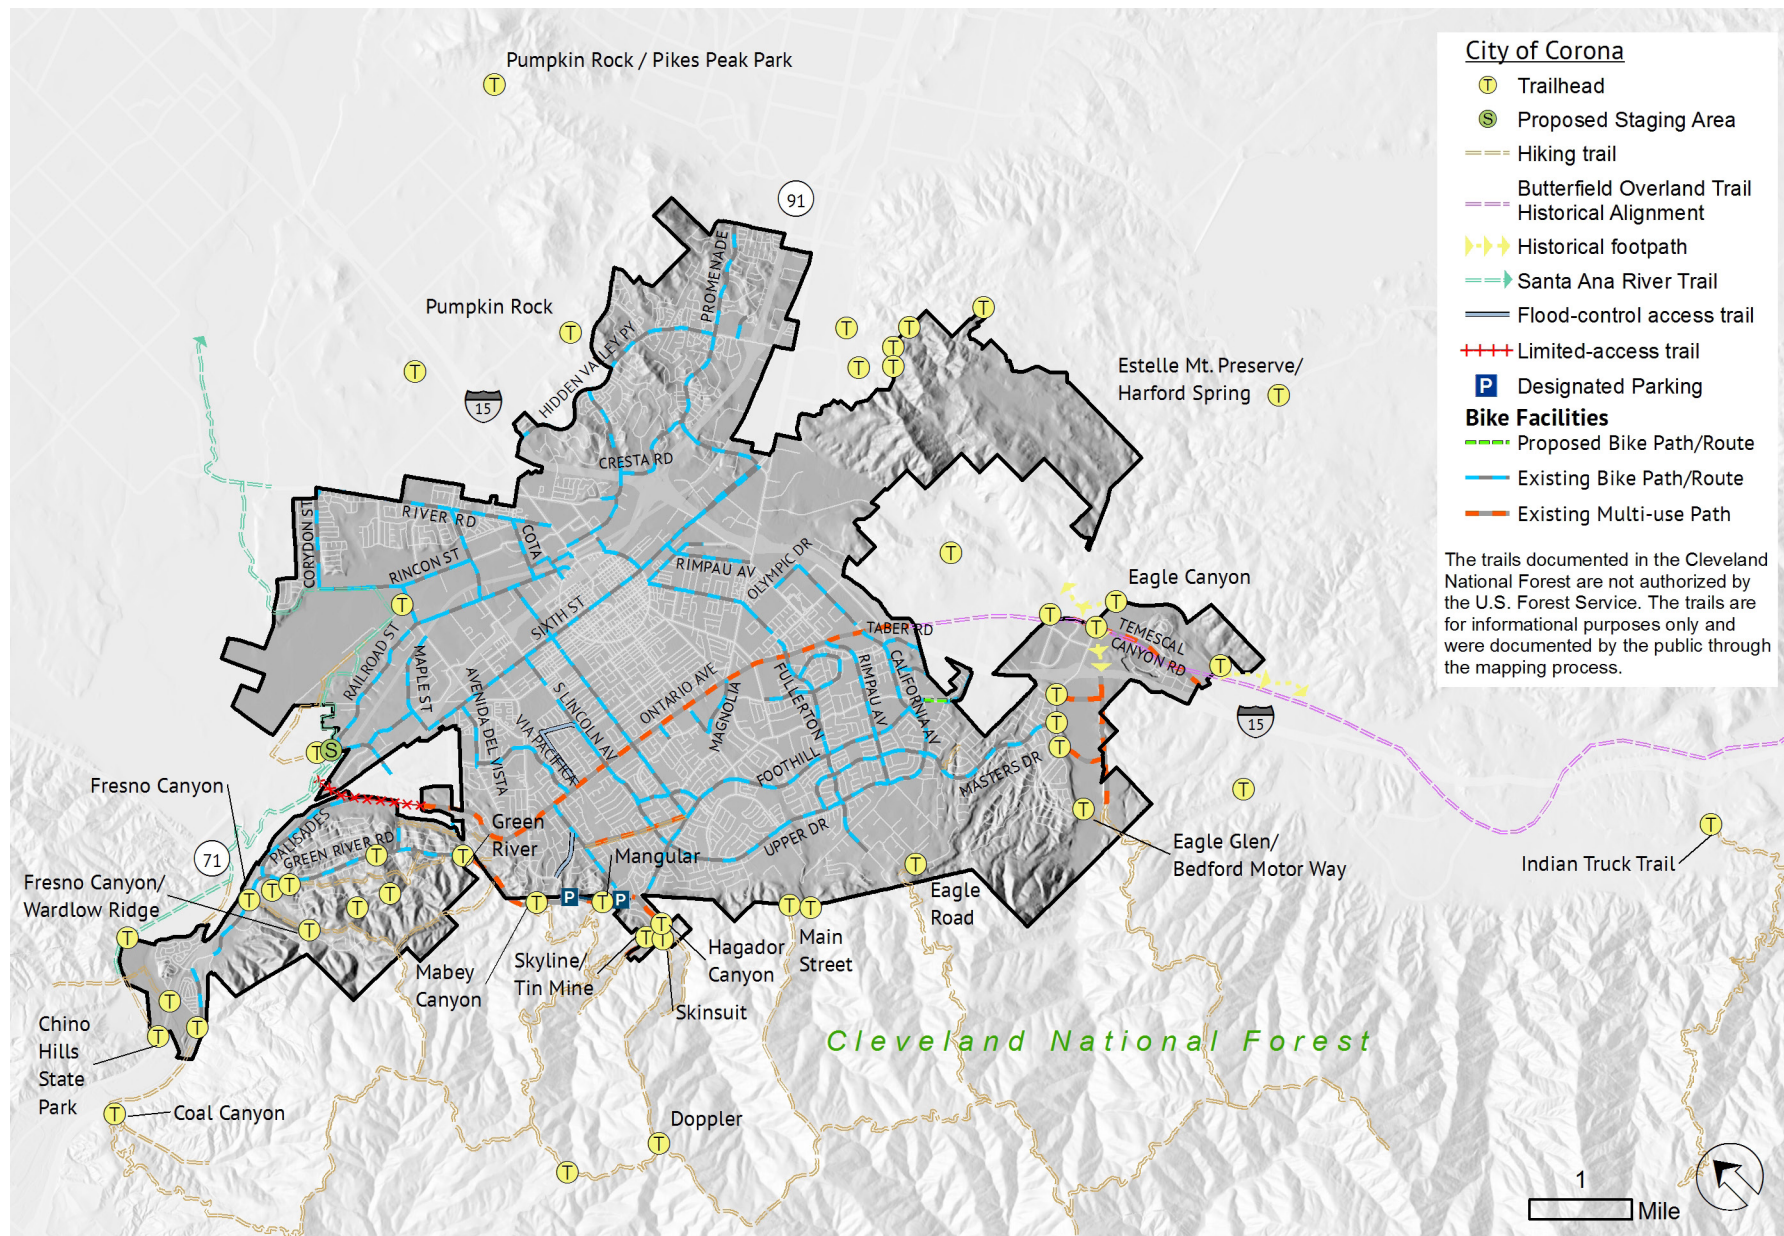 Pumpkin Rock / Pikes Peak Park
91
Pumpkin Rock
15
Estelle Mt. Preserve/
Harford Spring
PROMENADE
HIDDEN VALLEY PY
CRESTA RD
RIVER RD
COTA
CORYDON ST
RINCON ST
RIMPAU AV
OLYMPIC DR
SIXTH ST
TABER RD
RAILROAD ST
MAPLE ST
AVENIDA DEL VISTA
VIA PACIFICA
S LINCOLN AV
ONTARIO AVE
MAGNOLIA
FULLERTON
RIMPAU AV
CALIFORNIA AV
FOOTHILL
MASTERS DR
UPPER DR
PALISADES
GREEN RIVER RD
Eagle Canyon
TEMESCAL
CANYON RD
15
71
Fresno Canyon
Fresno Canyon/
Wardlow Ridge
Green
River
Mangular
Mabey
Canyon
Skyline/
Tin Mine
Hagador
Canyon
Skinsuit
Main
Street
Eagle
Road
Eagle Glen/
Bedford Motor Way
Indian Truck Trail
Chino
Hills
State
Park
Coal Canyon
Doppler
Cleveland National Forest
City of Corona
T Trailhead
S Proposed Staging Area
Hiking trail
Butterfield Overland Trail
Historical Alignment
Historical footpath
Santa Ana River Trail
Flood-control access trail
Limited-access trail
P Designated Parking
Bike Facilities
Proposed Bike Path/Route
Existing Bike Path/Route
Existing Multi-use Path
The trails documented in the Cleveland
National Forest are not authorized by
the U.S. Forest Service. The trails are
for informational purposes only and
were documented by the public through
the mapping process.
1
Mile